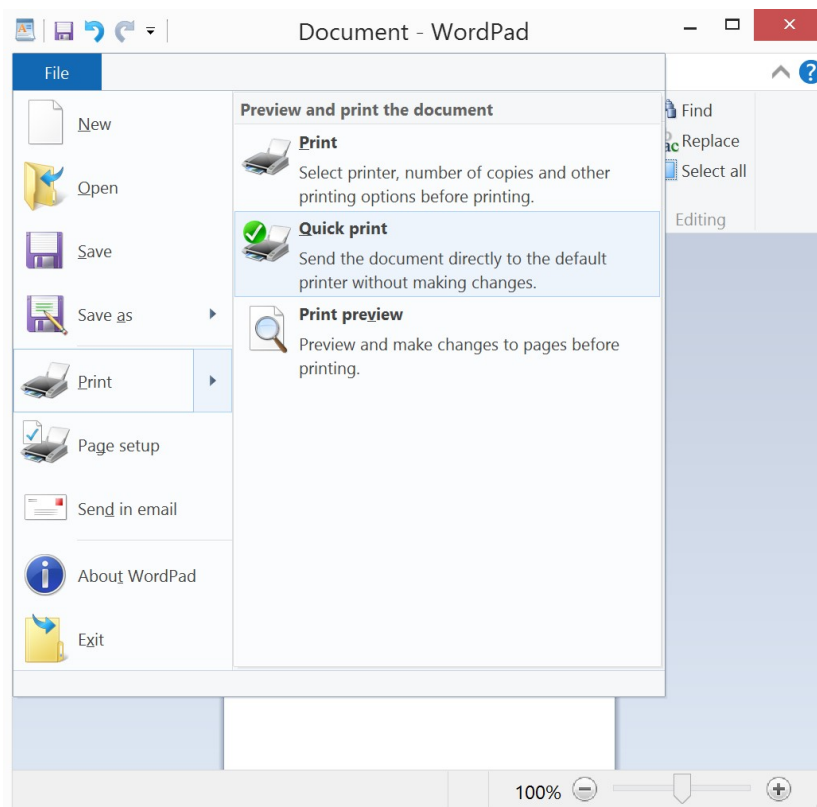 Document - WordPad
File
New
Open
Save
Save as
Print
Page setup
Send in email
About WordPad
Exit
Preview and print the document
Print
Select printer, number of copies and other
printing options before printing.
Quick print
Send the document directly to the default
printer without making changes.
Print preview
Preview and make changes to pages before
printing.
Find
Replace
Select all
Editing
100%